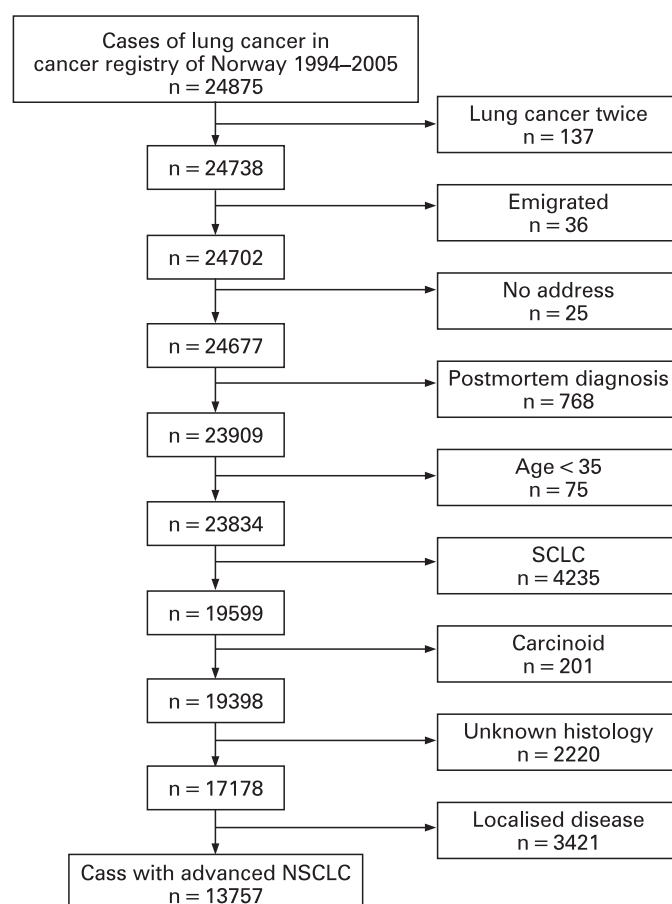 Cases of lung cancer in
cancer registry of Norway 1994–2005
n = 24875
Lung cancer twice
n = 137
n = 24738
Emigrated
n = 36
n = 24702
No address
n = 25
n = 24677
Postmortem diagnosis
n = 768
n = 23909
Age < 35
n = 75
n = 23834
SCLC
n = 4235
n = 19599
Carcinoid
n = 201
n = 19398
Unknown histology
n = 2220
n = 17178
Localised disease
n = 3421
Cass with advanced NSCLC
n = 13757